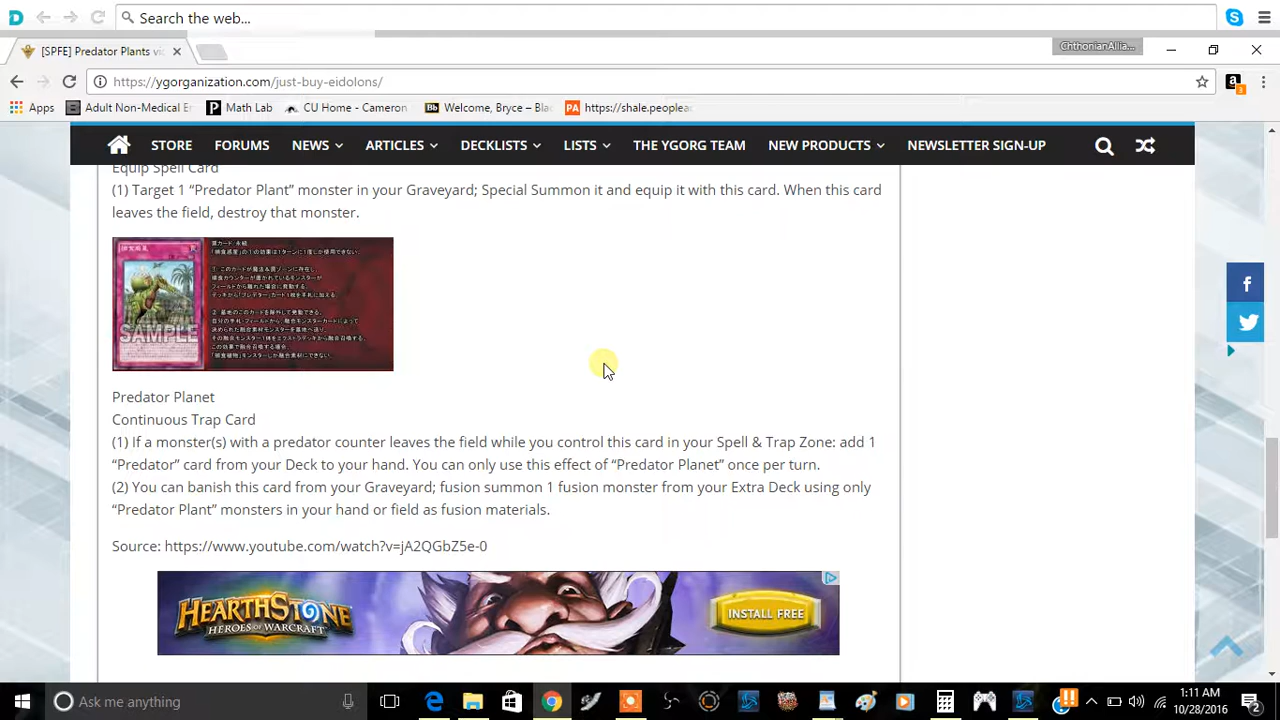 Search the web...
[SPFE] Predator Plants vi
ChthonianAllia...
https://ygorganization.com/just-buy-eidolons/
Apps
Adult Non-Medical E
Math Lab
CU Home - Cameron
Welcome, Bryce – Bla
https://shale.peoplea
STORE
FORUMS
NEWS
ARTICLES
DECKLISTS
LISTS
THE YGORG TEAM
NEW PRODUCTS
NEWSLETTER SIGN-UP
Equip Spell Card
(1) Target 1 “Predator Plant” monster in your Graveyard; Special Summon it and equip it with this card. When this card
leaves the field, destroy that monster.
SAMPLE
Predator Planet
Continuous Trap Card
(1) If a monster(s) with a predator counter leaves the field while you control this card in your Spell & Trap Zone: add 1
“Predator” card from your Deck to your hand. You can only use this effect of “Predator Planet” once per turn.
(2) You can banish this card from your Graveyard; fusion summon 1 fusion monster from your Extra Deck using only
“Predator Plant” monsters in your hand or field as fusion materials.
Source: https://www.youtube.com/watch?v=jA2QGbZ5e-0
HEARTHSTONE
HEROES OF WARCRAFT
INSTALL FREE
Ask me anything
1:11 AM
10/28/2016
2